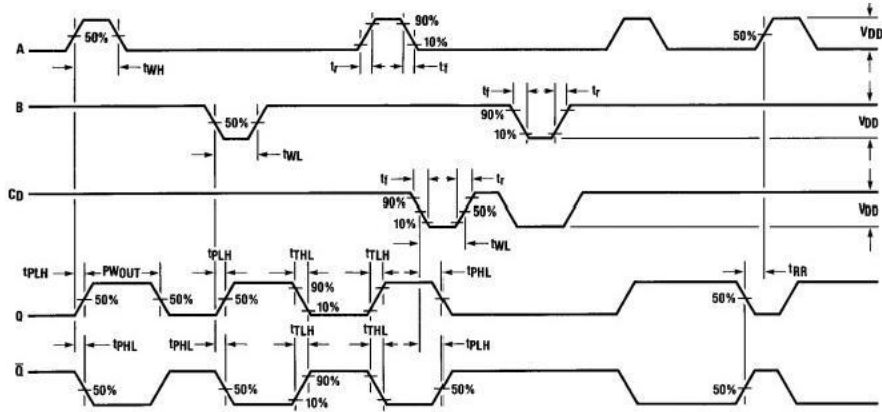 A 50% 90% 10% 50% VDD
tWH tr tf
B 50% tf tr 90% 10% VDD
tWL
CD tf tr 90% 10% 50% VDD
tWL
tPLH PWOUT tPLH tTHL tTLH tPHL tRR
Q 50% 50% 50% 90% 10% 50% 50%
tPHL tPHL tTLH tTHL tPLH
Q̅ 50% 50% 90% 10% 50% 50%